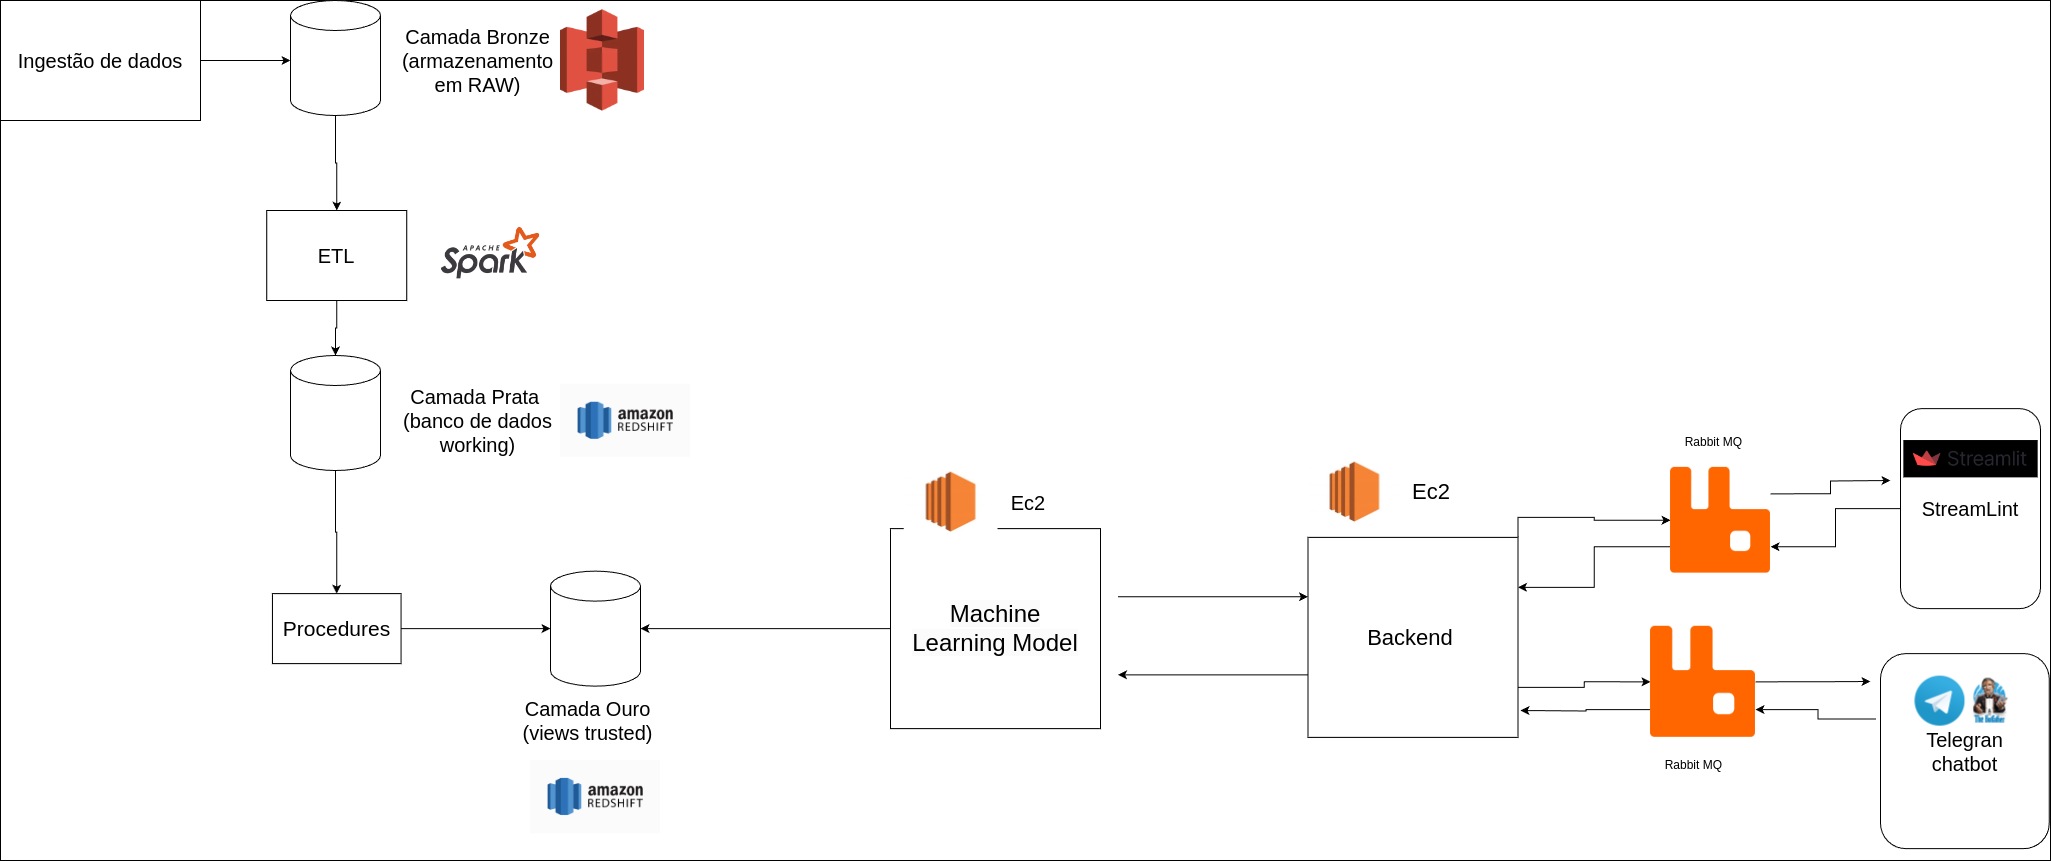 Ingestão de dados
Camada Bronze
(armazenamento
em RAW)
ETL
APACHE
Spark
Camada Prata
(banco de dados
working)
amazon
REDSHIFT
Procedures
Camada Ouro
(views trusted)
amazon
REDSHIFT
Ec2
Machine
Learning Model
Ec2
Backend
Rabbit MQ
Rabbit MQ
Streamlit
StreamLint
The BotFather
Telegran
chatbot